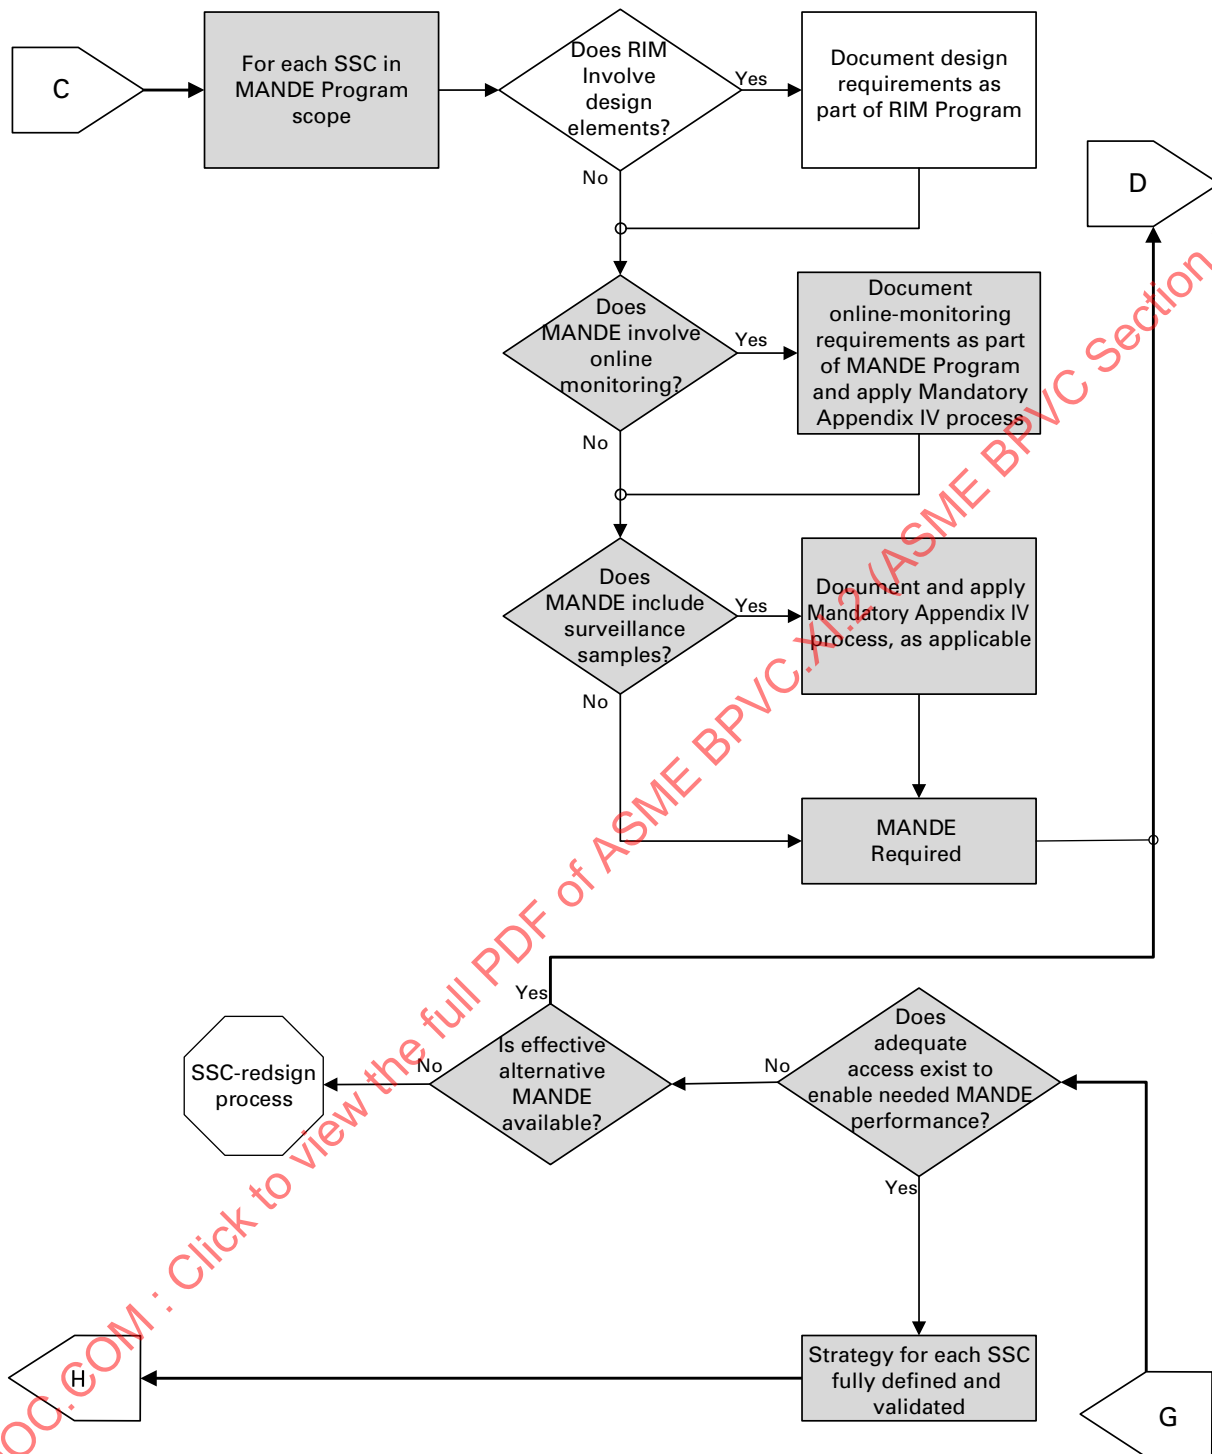 C
For each SSC in
MANDE Program
scope
Does RIM
Involve
design
elements?
Yes
Document design
requirements as
part of RIM Program
No
D
Does
MANDE involve
online
monitoring?
Yes
Document
online-monitoring
requirements as part
of MANDE Program
and apply Mandatory
Appendix IV process
No
Does
MANDE include
surveillance
samples?
Yes
Document and apply
Mandatory Appendix IV
process, as applicable
No
MANDE
Required
Yes
Is effective
alternative
MANDE
available?
No
SSC-redsign
process
Does
adequate
access exist to
enable needed MANDE
performance?
No
Yes
Strategy for each SSC
fully defined and
validated
H
G
OC.COM : Click to view the full PDF of ASME BPVC.XI.2 (ASME BPVC Section